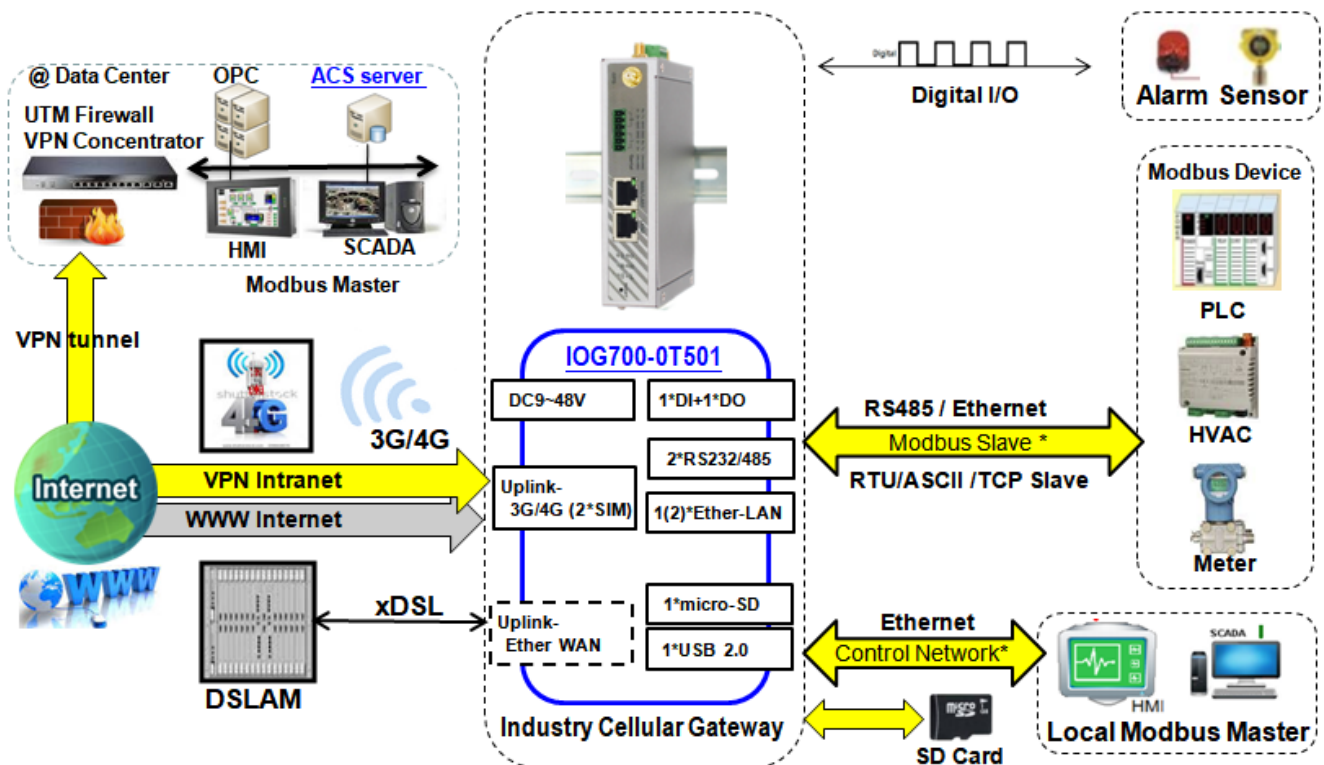 @ Data Center
OPC
ACS server
UTM Firewall
VPN Concentrator
HMI
SCADA
Modbus Master
VPN tunnel
4G
3G/4G
Internet
VPN Intranet
WWW Internet
WWW
xDSL
DSLAM
IOG700-0T501
DC9~48V
1*DI+1*DO
2*RS232/485
Uplink-
3G/4G (2*SIM)
1(2)*Ether-LAN
1*micro-SD
Uplink-
Ether WAN
1*USB 2.0
Industry Cellular Gateway
Digital
Digital I/O
Alarm Sensor
Modbus Device
PLC
HVAC
Meter
RS485 / Ethernet
Modbus Slave *
RTU/ASCII /TCP Slave
Ethernet
Control Network*
micro
SD Card
SCADA
HMI
Local Modbus Master